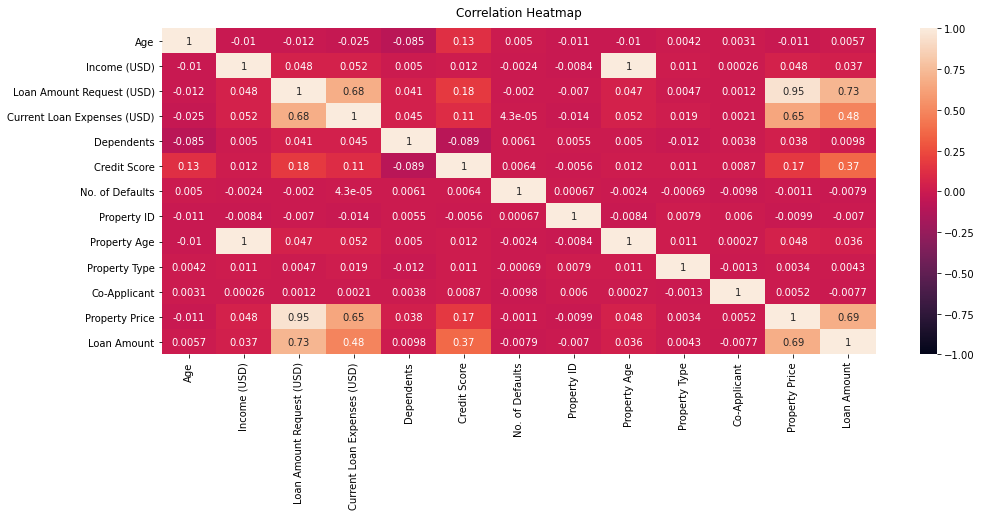 Correlation Heatmap
Age 1 -0.01 -0.012 -0.025 -0.085 0.13 0.005 -0.011 -0.01 0.0042 0.0031 -0.011 0.0057
Income (USD) -0.01 1 0.048 0.052 0.005 0.012 -0.0024 -0.0084 1 0.011 0.00026 0.048 0.037
Loan Amount Request (USD) -0.012 0.048 1 0.68 0.041 0.18 -0.002 -0.007 0.047 0.0047 0.0012 0.95 0.73
Current Loan Expenses (USD) -0.025 0.052 0.68 1 0.045 0.11 4.3e-05 -0.014 0.052 0.019 0.0021 0.65 0.48
Dependents -0.085 0.005 0.041 0.045 1 -0.089 0.0061 0.0055 0.005 -0.012 0.0038 0.038 0.0098
Credit Score 0.13 0.012 0.18 0.11 -0.089 1 0.0064 -0.0056 0.012 0.011 0.0087 0.17 0.37
No. of Defaults 0.005 -0.0024 -0.002 4.3e-05 0.0061 0.0064 1 0.00067 -0.0024 -0.00069 -0.0098 -0.0011 -0.0079
Property ID -0.011 -0.0084 -0.007 -0.014 0.0055 -0.0056 0.00067 1 -0.0084 0.0079 0.006 -0.0099 -0.007
Property Age -0.01 1 0.047 0.052 0.005 0.012 -0.0024 -0.0084 1 0.011 0.00027 0.048 0.036
Property Type 0.0042 0.011 0.0047 0.019 -0.012 0.011 -0.00069 0.0079 0.011 1 -0.0013 0.0034 0.0043
Co-Applicant 0.0031 0.00026 0.0012 0.0021 0.0038 0.0087 -0.0098 0.006 0.00027 -0.0013 1 0.0052 -0.0077
Property Price -0.011 0.048 0.95 0.65 0.038 0.17 -0.0011 -0.0099 0.048 0.0034 0.0052 1 0.69
Loan Amount 0.0057 0.037 0.73 0.48 0.0098 0.37 -0.0079 -0.007 0.036 0.0043 -0.0077 0.69 1
Age
Income (USD)
Loan Amount Request (USD)
Current Loan Expenses (USD)
Dependents
Credit Score
No. of Defaults
Property ID
Property Age
Property Type
Co-Applicant
Property Price
Loan Amount
1.00
0.75
0.50
0.25
0.00
−0.25
−0.50
−0.75
−1.00